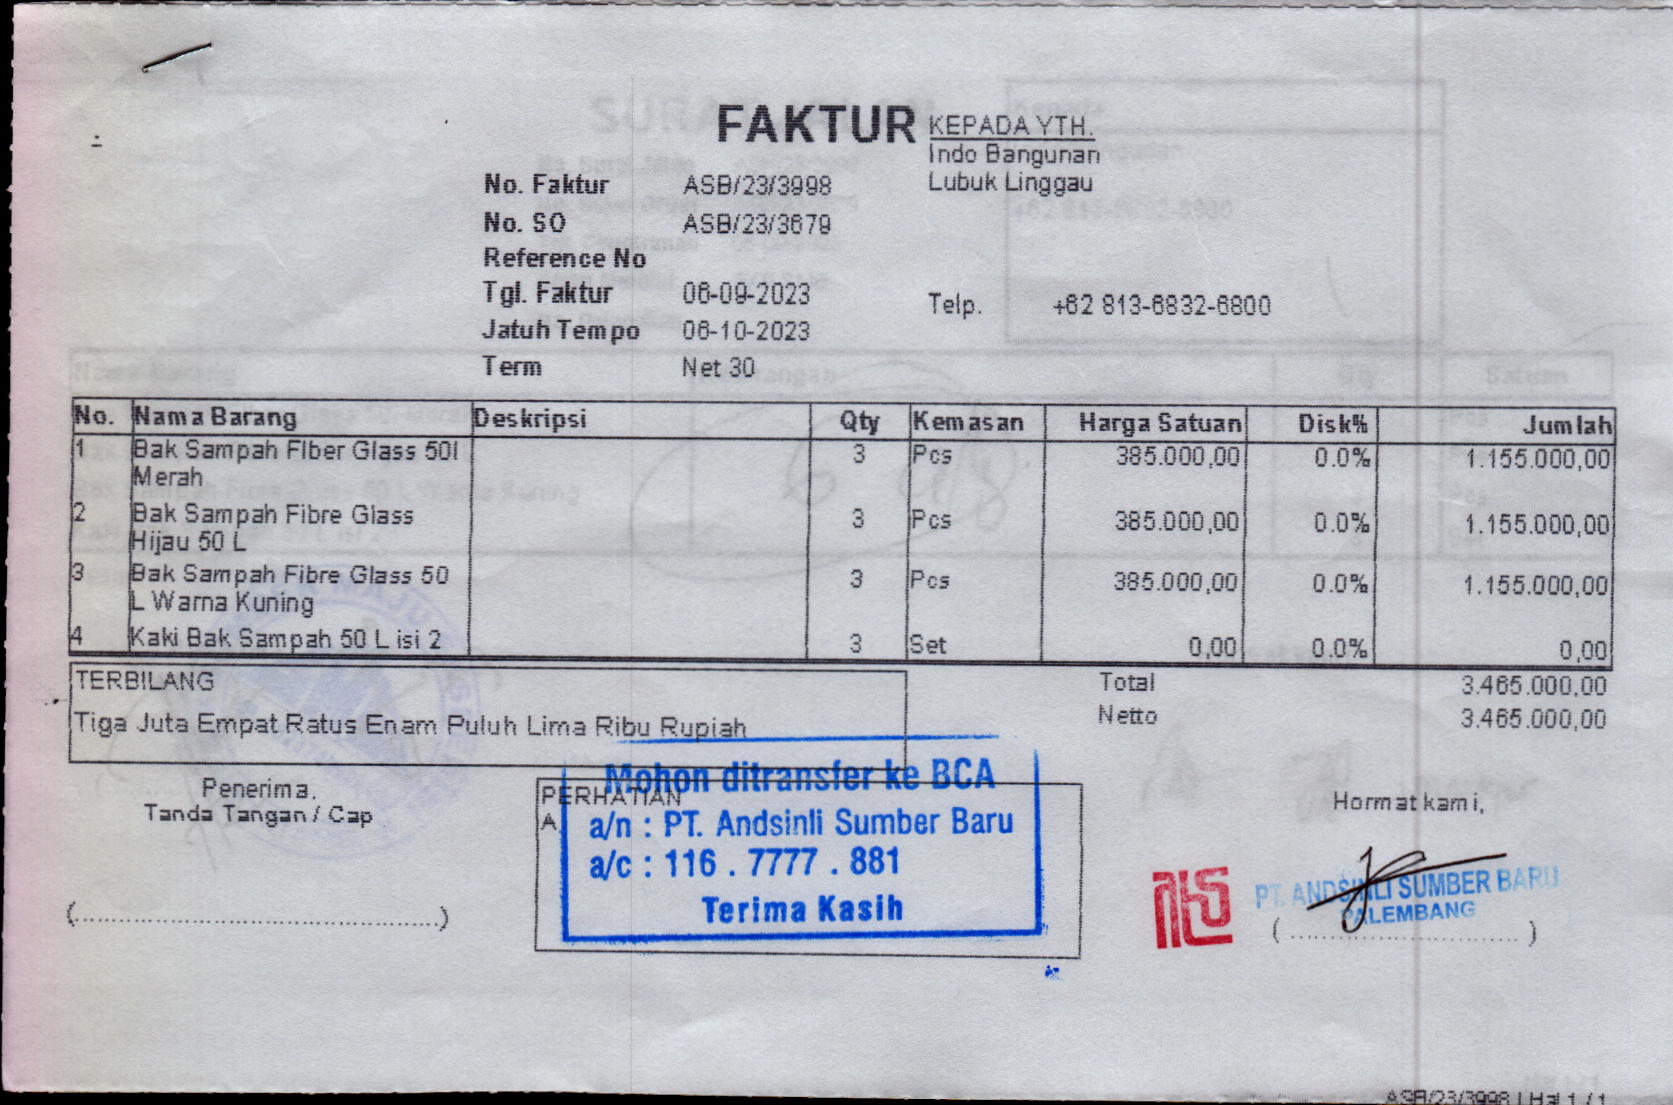 FAKTUR
KEPADA YTH.
Indo Bangunan
Lubuk Linggau
No. Faktur ASB/23/3998
No. SO ASB/23/3679
Reference No
Tgl. Faktur 06-09-2023
Telp. +62 813-6832-6800
Jatuh Tempo 06-10-2023
Term Net 30
No. Nama Barang Deskripsi Qty Kemasan Harga Satuan Disk% Jumlah
1 Bak Sampah Fiber Glass 50l 3 Pcs 385.000,00 0.0% 1.155.000,00
Merah
2 Bak Sampah Fibre Glass 3 Pcs 385.000,00 0.0% 1.155.000,00
Hijau 50 L
3 Bak Sampah Fibre Glass 50 3 Pcs 385.000,00 0.0% 1.155.000,00
L Warna Kuning
4 Kaki Bak Sampah 50 L isi 2 3 Set 0,00 0.0% 0,00
TERBILANG
Tiga Juta Empat Ratus Enam Puluh Lima Ribu Rupiah
Total 3.465.000,00
Netto 3.465.000,00
Penerima,
Tanda Tangan / Cap
(........................................)
PERHATIAN
A
Mohon ditransfer ke BCA
a/n : PT. Andsinli Sumber Baru
a/c : 116 . 7777 . 881
Terima Kasih
Hormat kami,
PT. ANDSINLI SUMBER BARU
PALEMBANG
( ............................... )
ASB/23/3998 | Hal 1 / 1